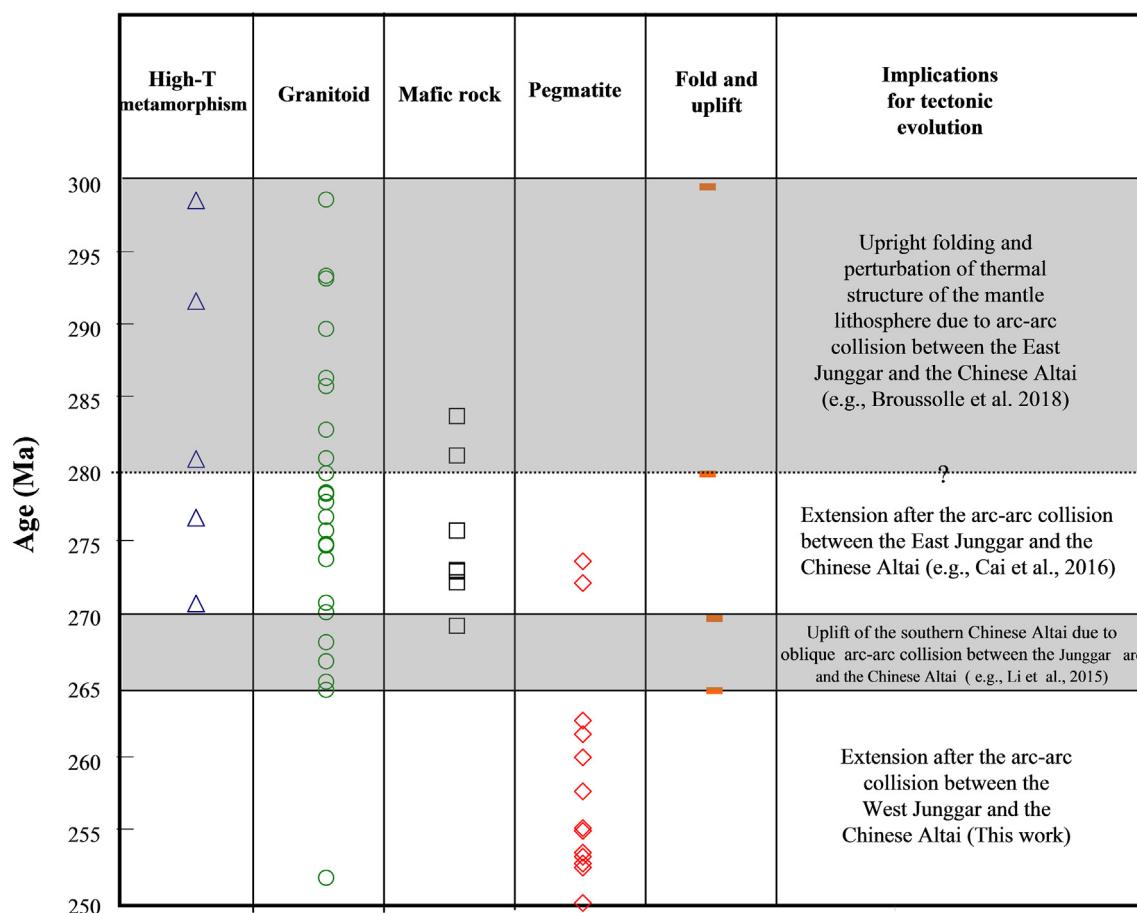 High-T
metamorphism
Granitoid
Mafic rock
Pegmatite
Fold and
uplift
Implications
for tectonic
evolution
Age (Ma)
300
295
290
285
280
275
270
265
260
255
250
Upright folding and
perturbation of thermal
structure of the mantle
lithosphere due to arc-arc
collision between the East
Junggar and the Chinese Altai
(e.g., Broussolle et al. 2018)
?
Extension after the arc-arc collision
between the East Junggar and the
Chinese Altai (e.g., Cai et al., 2016)
Uplift of the southern Chinese Altai due to
oblique arc-arc collision between the Junggar arc
and the Chinese Altai ( e.g., Li et al., 2015)
Extension after the arc-arc
collision between the
West Junggar and the
Chinese Altai (This work)